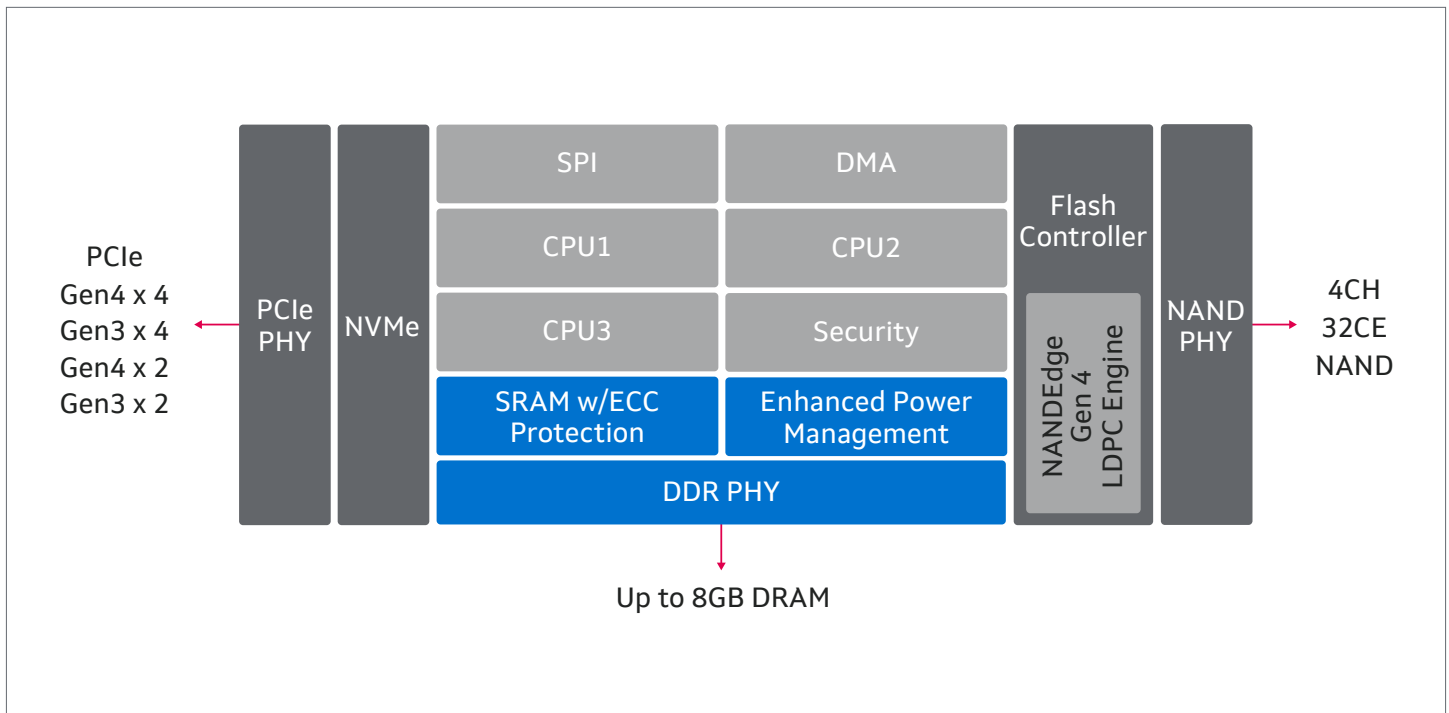 PCIe
Gen4 x 4
Gen3 x 4
Gen4 x 2
Gen3 x 2
PCIe
PHY
NVMe
SPI
DMA
CPU1
CPU2
CPU3
Security
SRAM w/ECC
Protection
Enhanced Power
Management
DDR PHY
Up to 8GB DRAM
Flash
Controller
NANDEdge
Gen 4
LDPC Engine
NAND
PHY
4CH
32CE
NAND